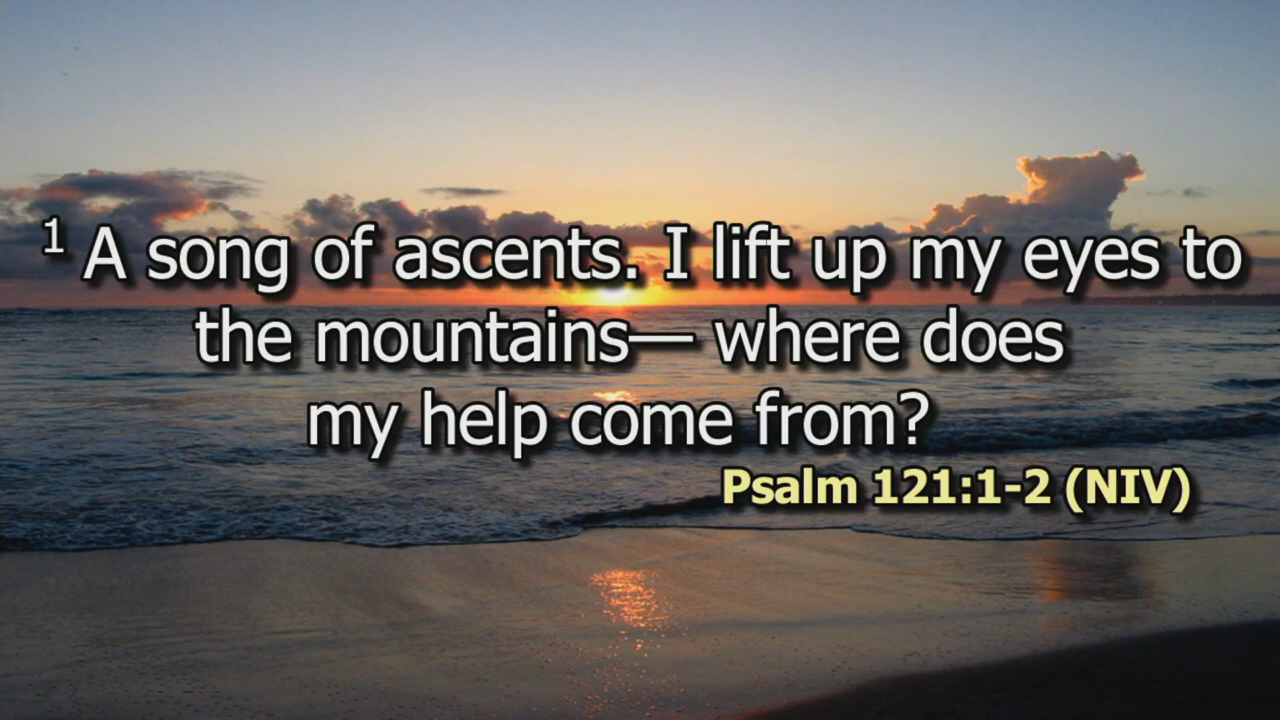 ¹ A song of ascents. I lift up my eyes to
the mountains— where does
my help come from?
Psalm 121:1-2 (NIV)